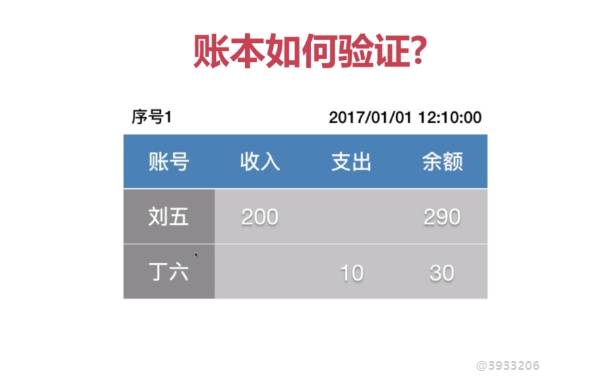 账本如何验证?
序号1 2017/01/01 12:10:00
账号 收入 支出 余额
刘五 200 290
丁六 10 30
@3933206